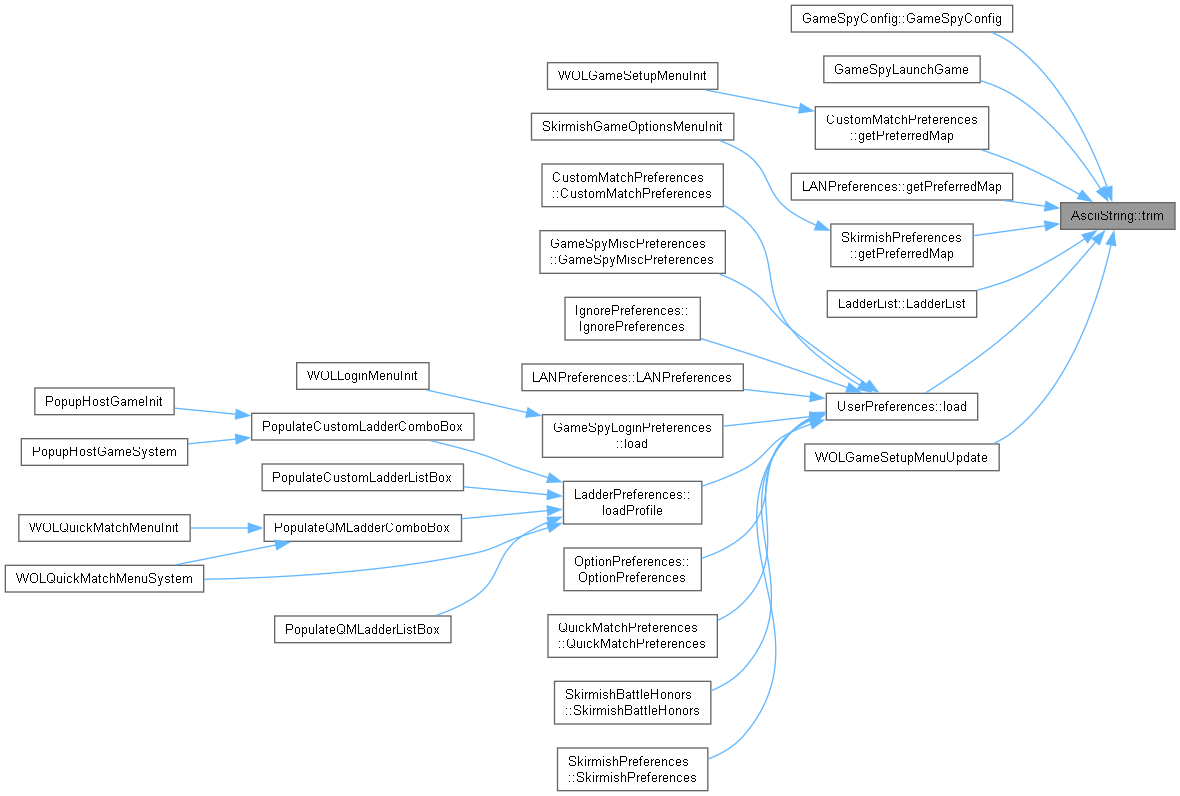 GameSpyConfig::GameSpyConfig
GameSpyLaunchGame
WOLGameSetupMenuInit
CustomMatchPreferences
::getPreferredMap
SkirmishGameOptionsMenuInit
CustomMatchPreferences
::CustomMatchPreferences
LANPreferences::getPreferredMap
AsciiString::trim
SkirmishPreferences
::getPreferredMap
GameSpyMiscPreferences
::GameSpyMiscPreferences
LadderList::LadderList
IgnorePreferences::
IgnorePreferences
WOLLoginMenuInit
LANPreferences::LANPreferences
UserPreferences::load
PopupHostGameInit
PopulateCustomLadderComboBox
GameSpyLoginPreferences
::load
PopupHostGameSystem
WOLGameSetupMenuUpdate
PopulateCustomLadderListBox
LadderPreferences::
loadProfile
WOLQuickMatchMenuInit
PopulateQMLadderComboBox
WOLQuickMatchMenuSystem
OptionPreferences::
OptionPreferences
PopulateQMLadderListBox
QuickMatchPreferences
::QuickMatchPreferences
SkirmishBattleHonors
::SkirmishBattleHonors
SkirmishPreferences
::SkirmishPreferences